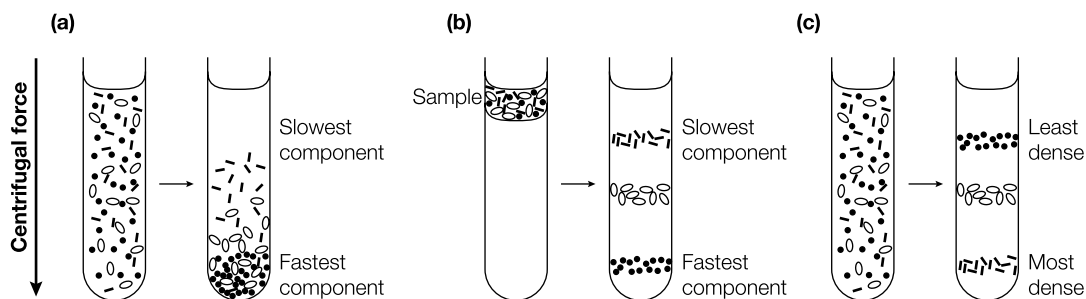 (a)
Centrifugal force
Slowest
component
Fastest
component
(b)
Sample
Slowest
component
Fastest
component
(c)
Least
dense
Most
dense